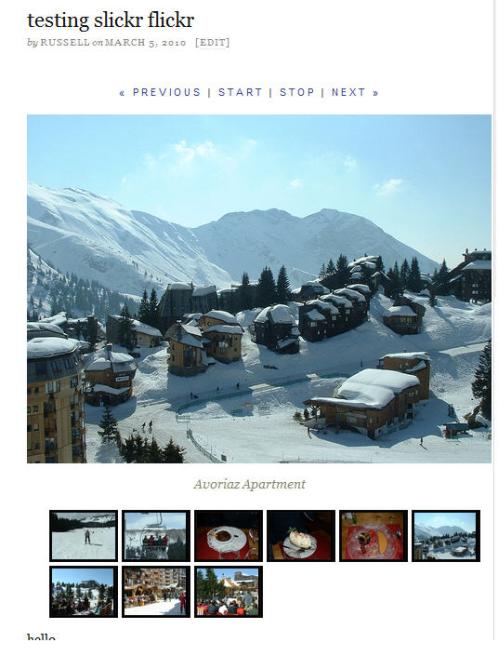 testing slickr flickr
by RUSSELL on MARCH 5, 2010 [EDIT]
« PREVIOUS | START | STOP | NEXT »
Avoriaz Apartment
hello